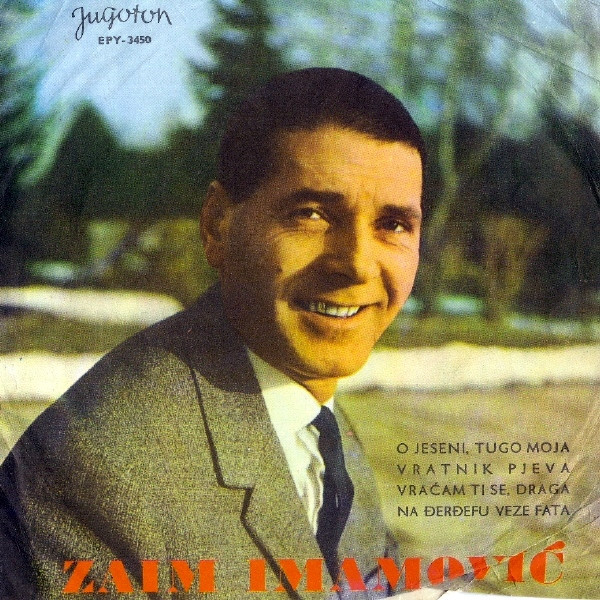 Jugoton
EPY-3450
O JESENI, TUGO MOJA
VRATNIK PJEVA
VRAĆAM TI SE, DRAGA
NA ĐERĐEFU VEZE FATA
ZAIM IMAMOVIĆ